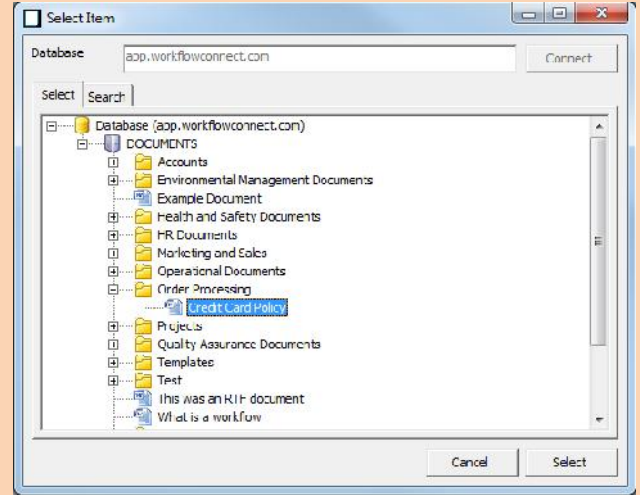 Select Item
Database app.workflowconnect.com Connect
Select Search
Database (app.workflowconnect.com)
DOCUMENTS
Accounts
Environmental Management Documents
Example Document
Health and Safety Documents
HR Documents
Marketing and Sales
Operational Documents
Order Processing
Credit Card Policy
Projects
Quality Assurance Documents
Templates
Test
This was an RTF document
What is a workflow
Cancel Select